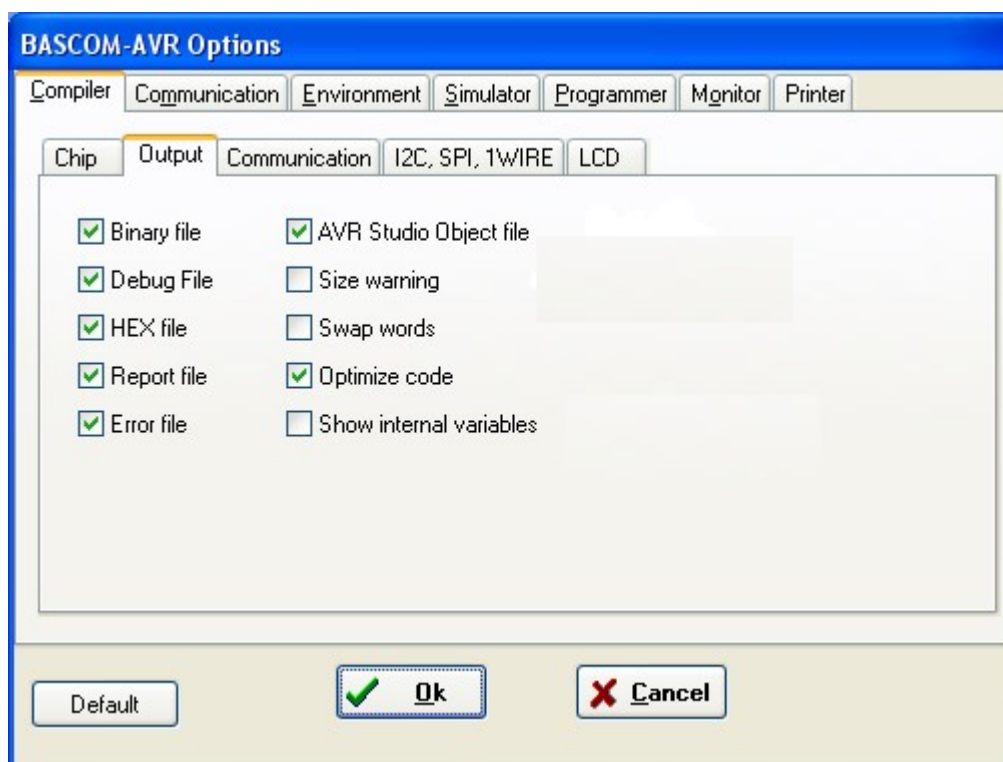 BASCOM-AVR Options
Compiler Communication Environment Simulator Programmer Monitor Printer
Chip Output Communication I2C, SPI, 1WIRE LCD
Binary file AVR Studio Object file
Debug File Size warning
HEX file Swap words
Report file Optimize code
Error file Show internal variables
Default Ok Cancel